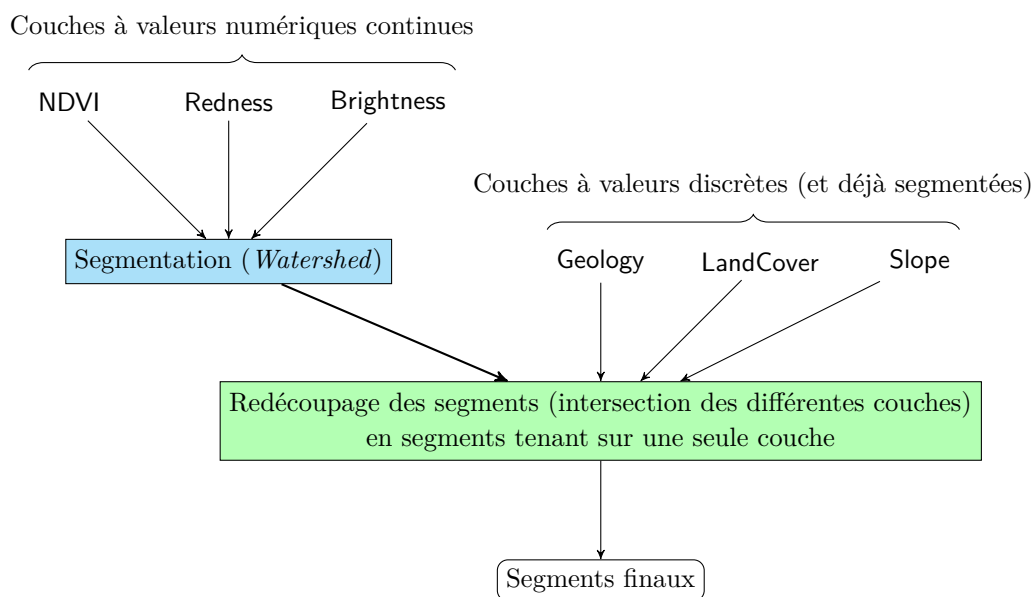 Couches à valeurs numériques continues
NDVI
Redness
Brightness
Couches à valeurs discrètes (et déjà segmentées)
Segmentation (Watershed)
Geology
LandCover
Slope
Redécoupage des segments (intersection des différentes couches)
en segments tenant sur une seule couche
Segments finaux